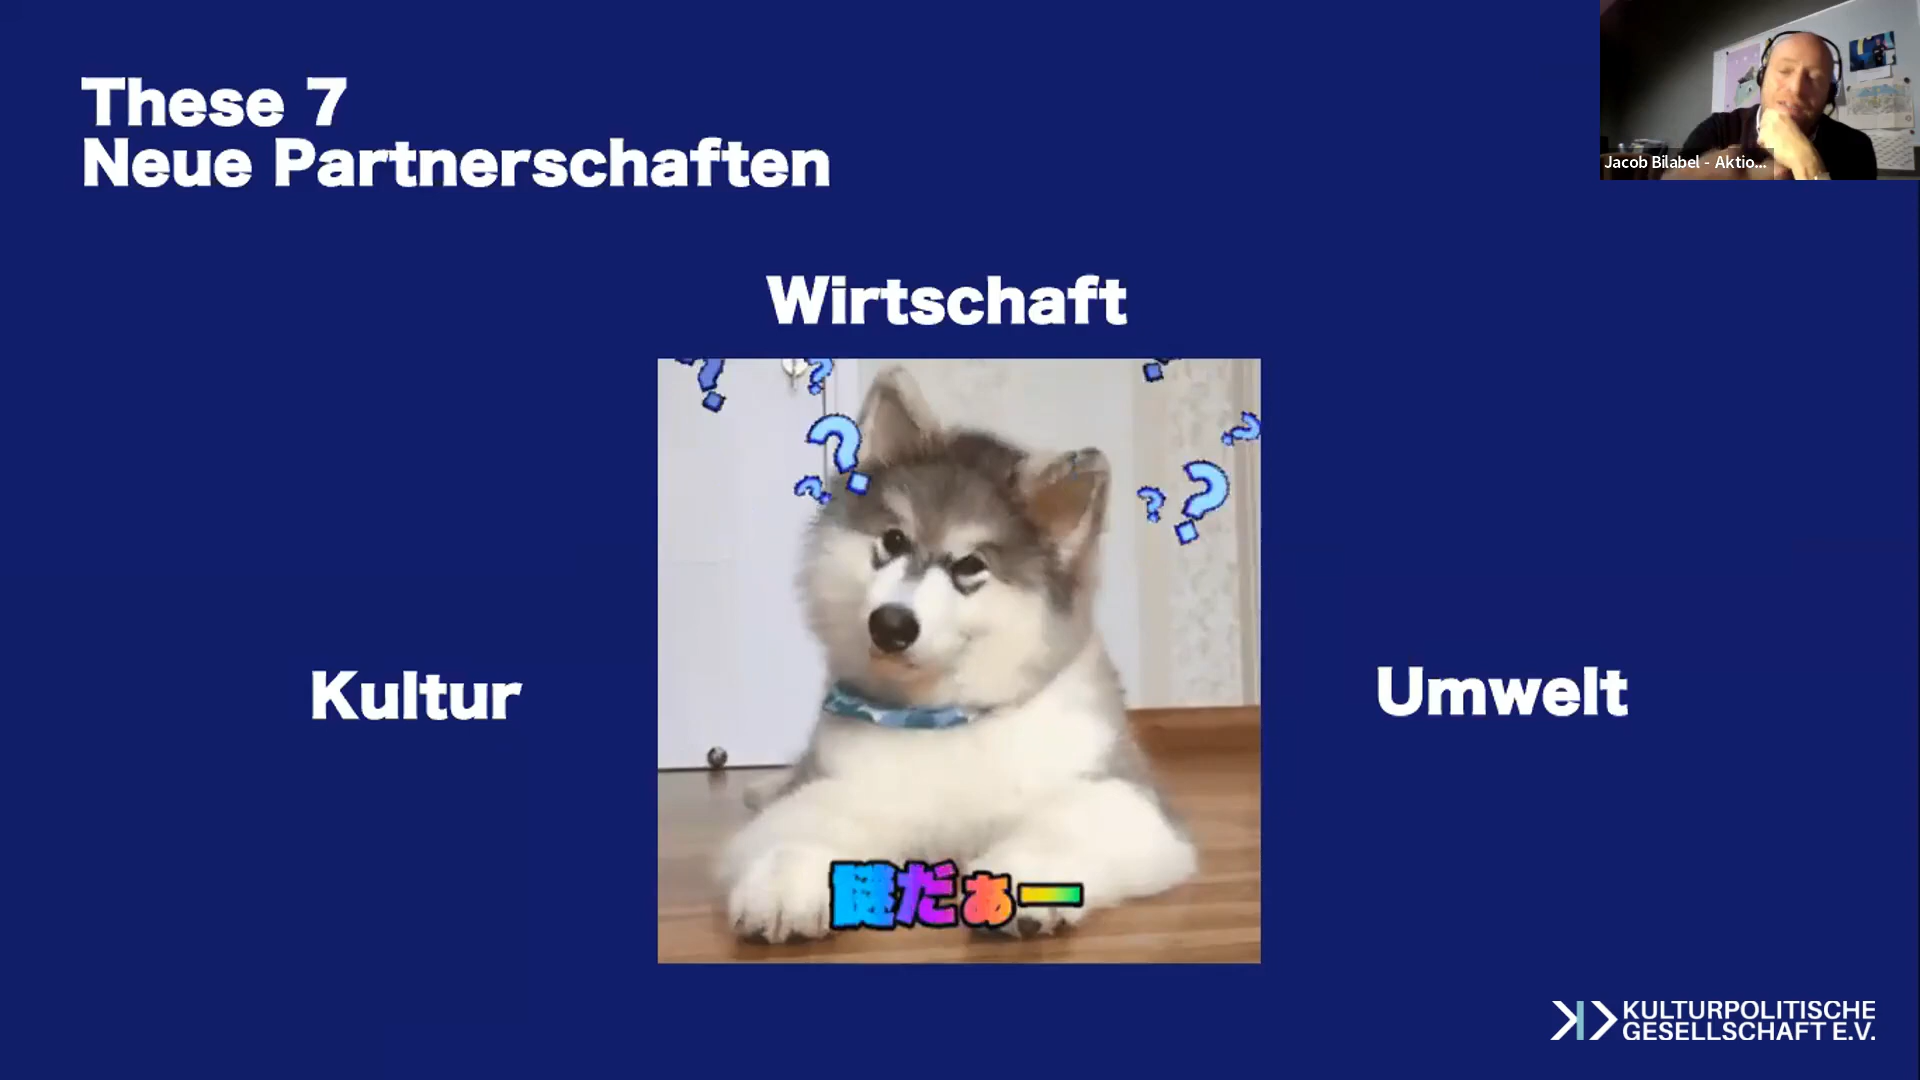 These 7
Neue Partnerschaften
Jacob Bilabel - Aktio...
Wirtschaft
Kultur
Umwelt
謎だぁー
KULTURPOLITISCHE
GESELLSCHAFT E.V.